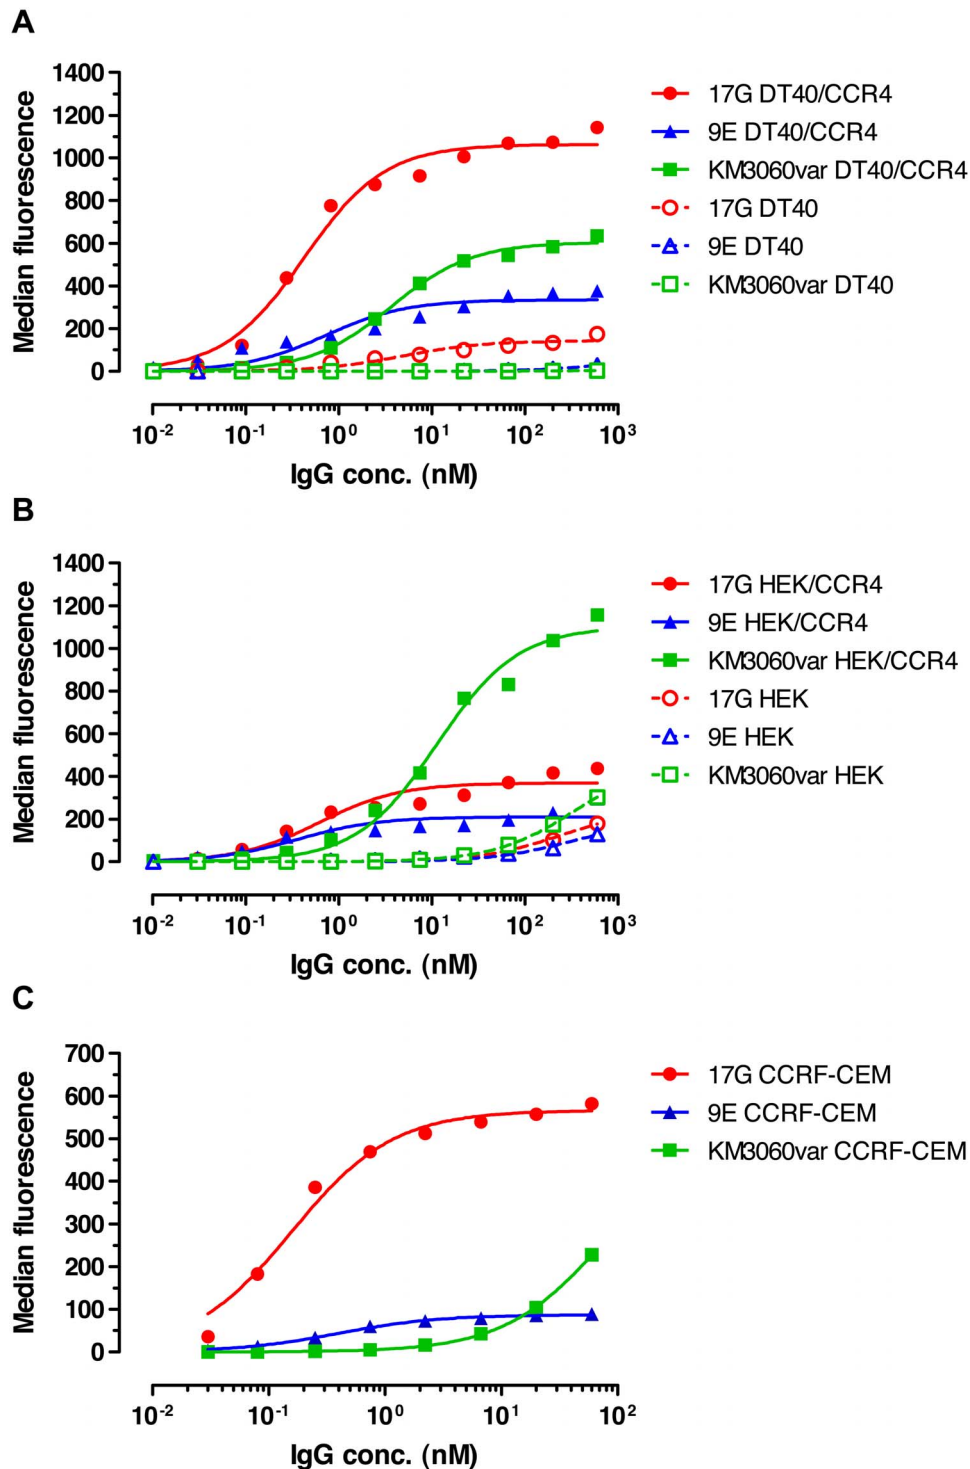 A
1400
1200
1000
800
600
400
200
0
Median fluorescence
10⁻² 10⁻¹ 10⁰ 10¹ 10² 10³
IgG conc. (nM)
17G DT40/CCR4
9E DT40/CCR4
KM3060var DT40/CCR4
17G DT40
9E DT40
KM3060var DT40
B
1400
1200
1000
800
600
400
200
0
Median fluorescence
10⁻² 10⁻¹ 10⁰ 10¹ 10² 10³
IgG conc. (nM)
17G HEK/CCR4
9E HEK/CCR4
KM3060var HEK/CCR4
17G HEK
9E HEK
KM3060var HEK
C
700
600
500
400
300
200
100
0
Median fluorescence
10⁻² 10⁻¹ 10⁰ 10¹ 10²
IgG conc. (nM)
17G CCRF-CEM
9E CCRF-CEM
KM3060var CCRF-CEM